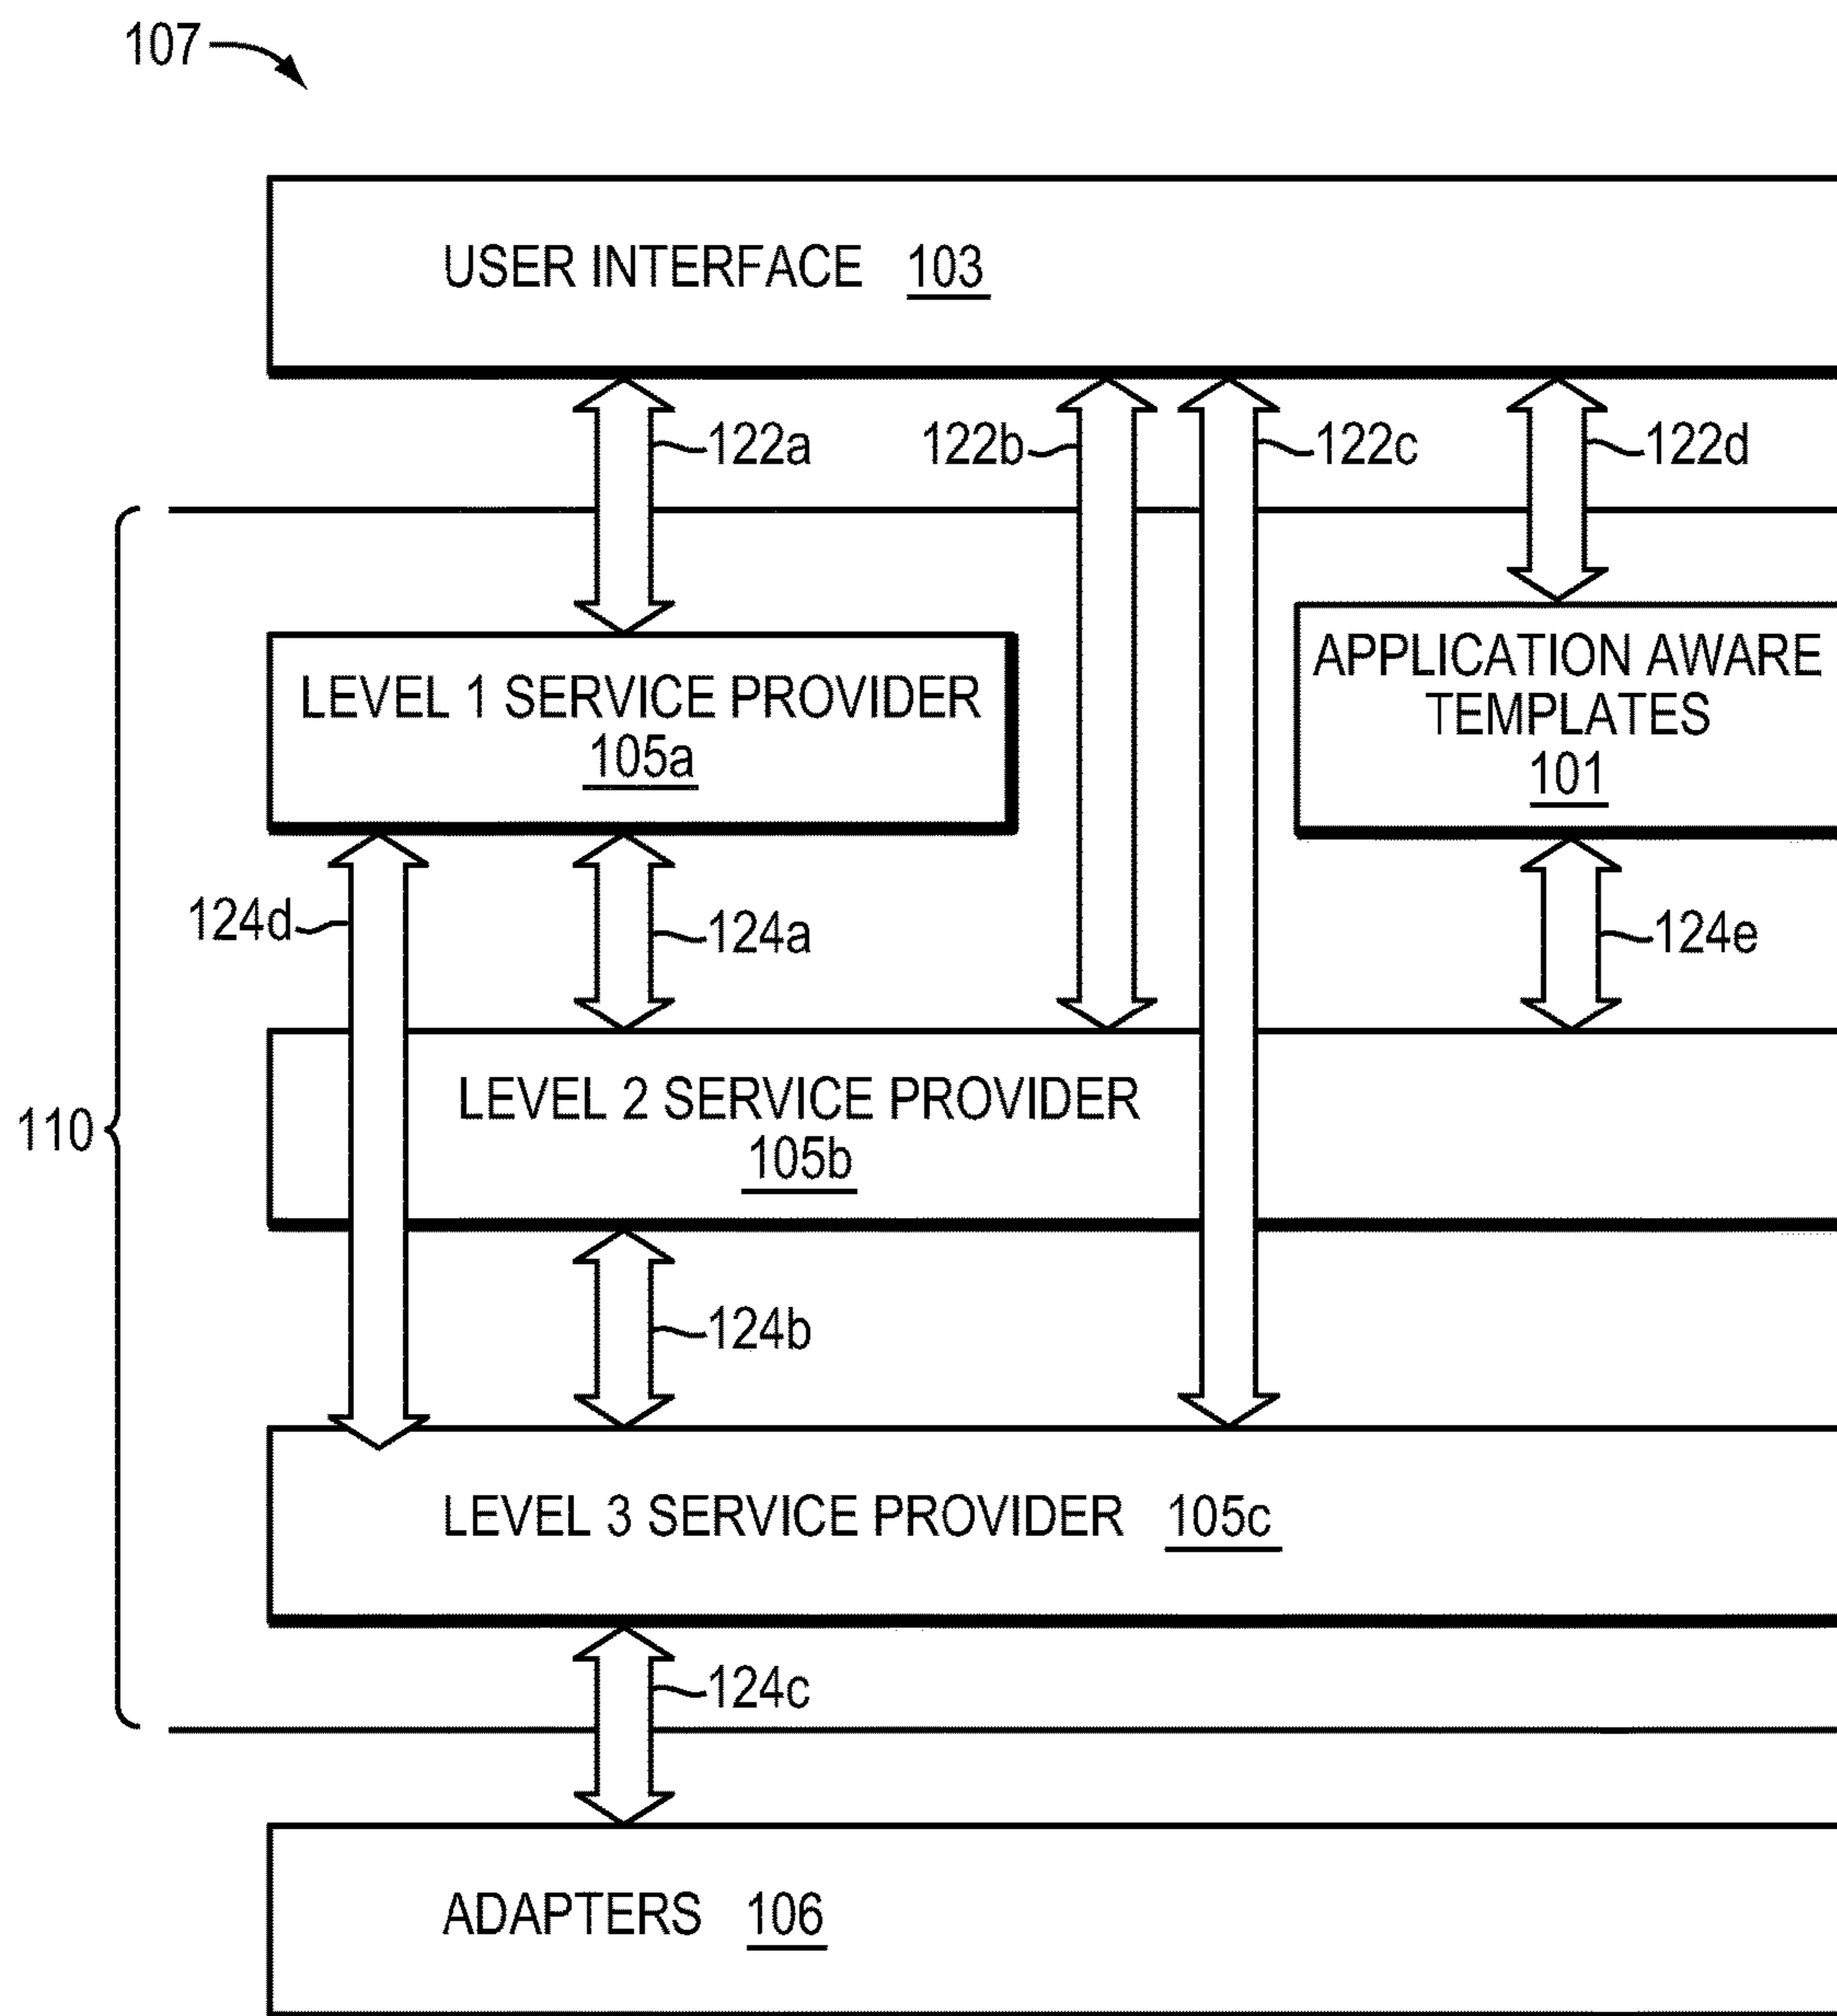 107
USER INTERFACE 103
122a
122b
122c
122d
LEVEL 1 SERVICE PROVIDER
105a
APPLICATION AWARE
TEMPLATES
101
124d
124a
124e
110
LEVEL 2 SERVICE PROVIDER
105b
124b
LEVEL 3 SERVICE PROVIDER 105c
124c
ADAPTERS 106